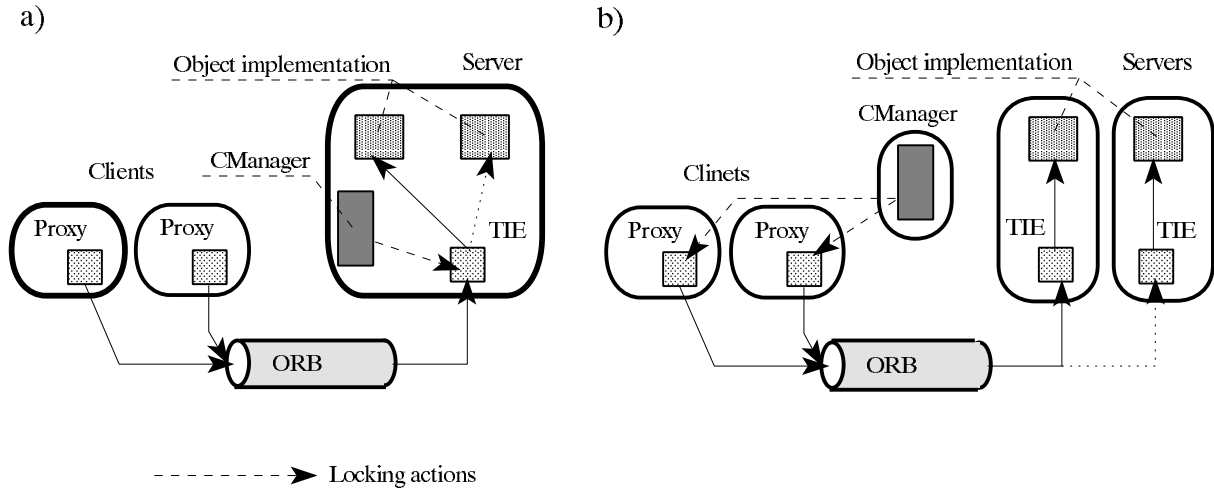 a)
Object implementation
Server
CManager
Clients
Proxy
Proxy
TIE
ORB
b)
Object implementation
Servers
CManager
Clinets
Proxy
Proxy
TIE
TIE
ORB
Locking actions